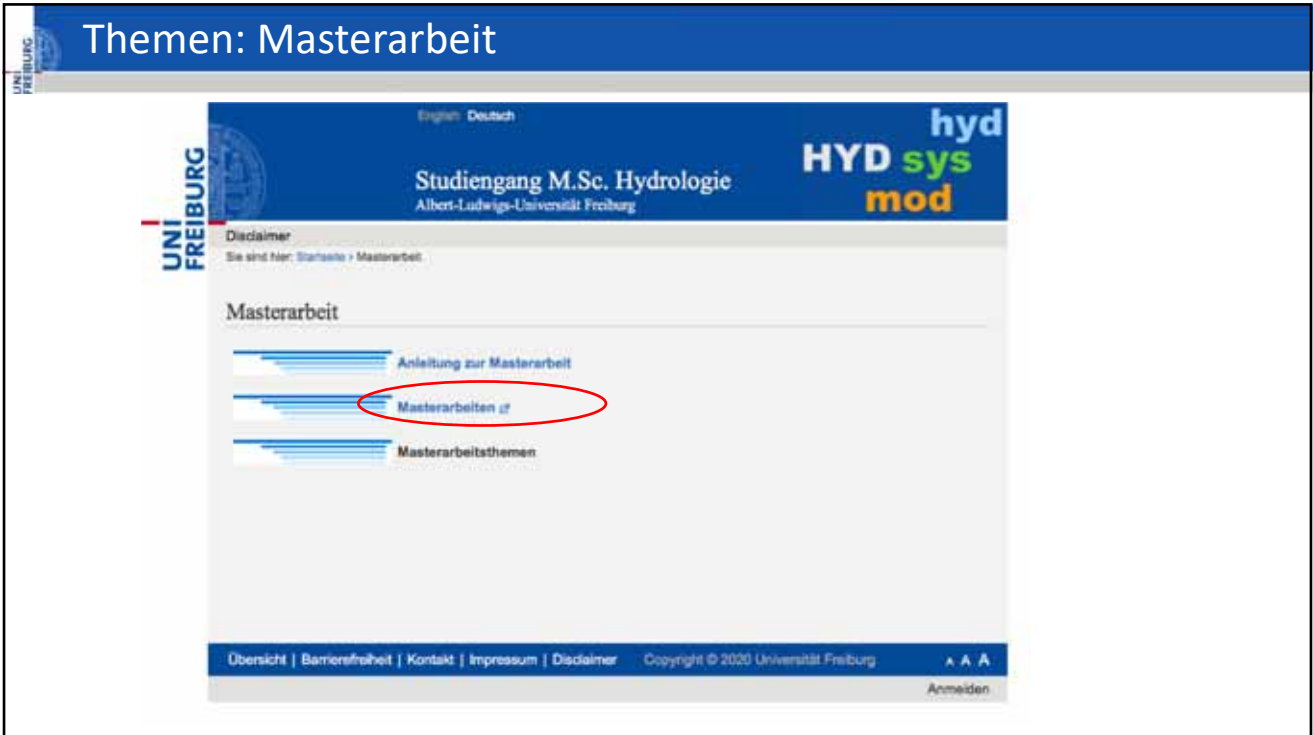 Themen: Masterarbeit
UNI
FREIBURG
English Deutsch
hyd
HYD sys
mod
Studiengang M.Sc. Hydrologie
Albert-Ludwigs-Universität Freiburg
UNI
FREIBURG
Disclaimer
Sie sind hier: Startseite › Masterarbeit
Masterarbeit
Anleitung zur Masterarbeit
Masterarbeiten
Masterarbeitsthemen
Übersicht | Barrierefreiheit | Kontakt | Impressum | Disclaimer Copyright © 2020 Universität Freiburg A A A
Anmelden